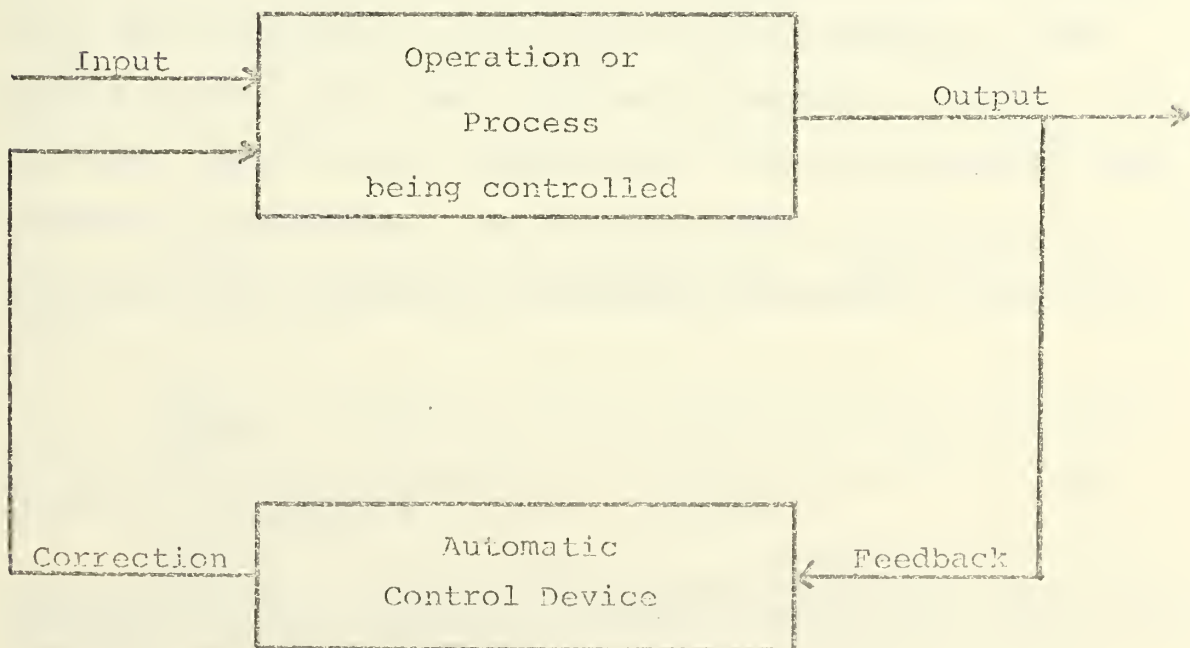 Input
Operation or
Process
being controlled
Output
Correction
Automatic
Control Device
Feedback